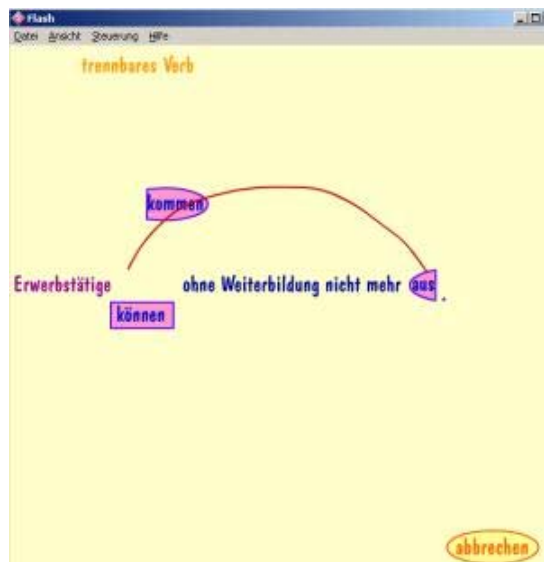 Flash
Datei Ansicht Steuerung Hilfe
trennbares Verb
kommen
Erwerbstätige ohne Weiterbildung nicht mehr aus .
können
abbrechen